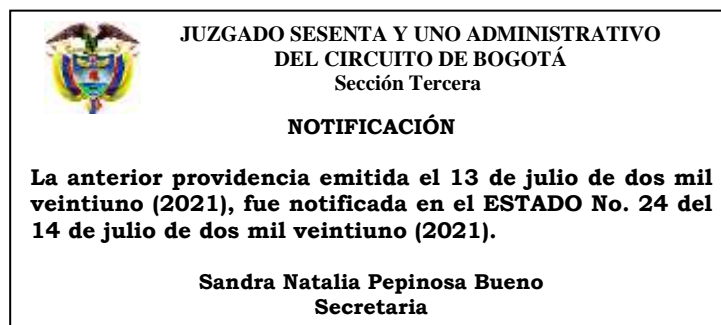 JUZGADO SESENTA Y UNO ADMINISTRATIVO
DEL CIRCUITO DE BOGOTÁ
Sección Tercera
NOTIFICACIÓN
La anterior providencia emitida el 13 de julio de dos mil
veintiuno (2021), fue notificada en el ESTADO No. 24 del
14 de julio de dos mil veintiuno (2021).
Sandra Natalia Pepinosa Bueno
Secretaria